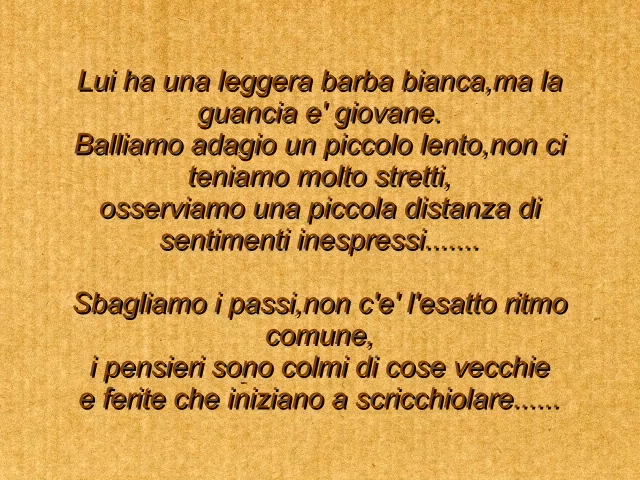 Lui ha una leggera barba bianca,ma la
guancia e' giovane.
Balliamo adagio un piccolo lento,non ci
teniamo molto stretti,
osserviamo una piccola distanza di
sentimenti inespressi.......
Sbagliamo i passi,non c'e' l'esatto ritmo
comune,
i pensieri sono colmi di cose vecchie
e ferite che iniziano a scricchiolare......